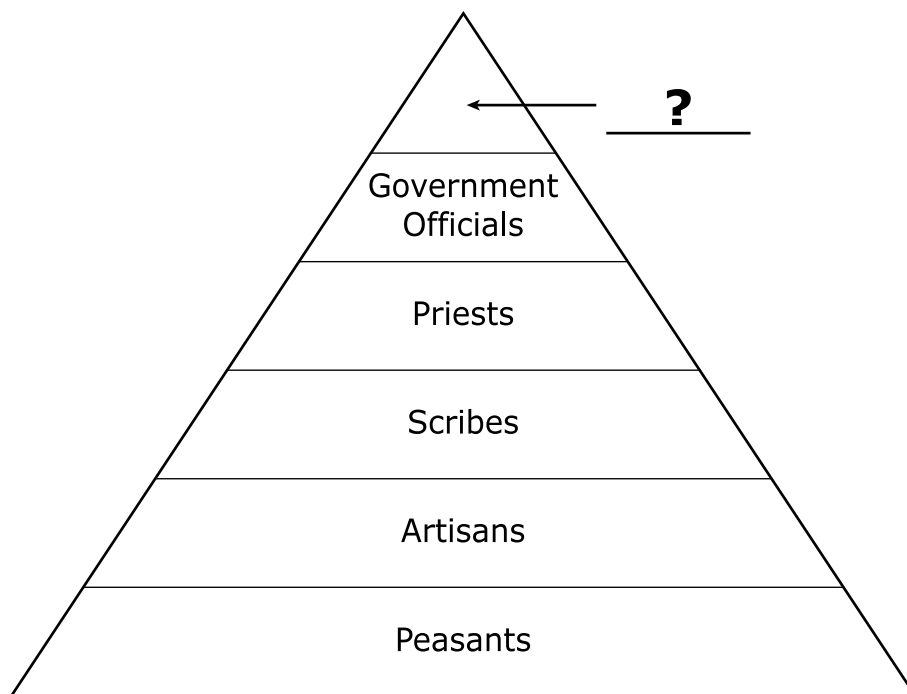 ?
Government
Officials
Priests
Scribes
Artisans
Peasants